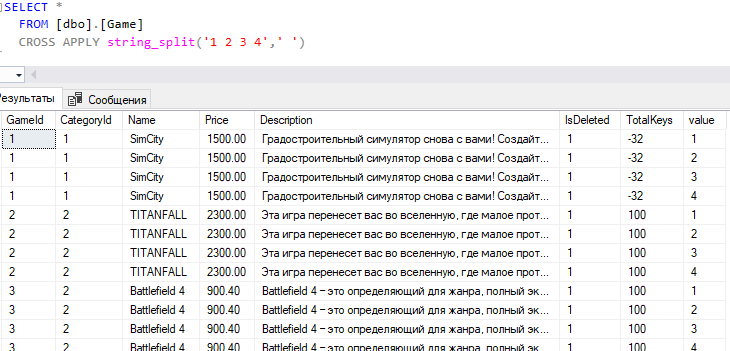 SELECT *
FROM [dbo].[Game]
CROSS APPLY string_split('1 2 3 4',' ')
Результаты Сообщения
GameId CategoryId Name Price Description IsDeleted TotalKeys value
1 1 SimCity 1500.00 Градостроительный симулятор снова с вами! Создайт... 1 -32 1
1 1 SimCity 1500.00 Градостроительный симулятор снова с вами! Создайт... 1 -32 2
1 1 SimCity 1500.00 Градостроительный симулятор снова с вами! Создайт... 1 -32 3
1 1 SimCity 1500.00 Градостроительный симулятор снова с вами! Создайт... 1 -32 4
2 2 TITANFALL 2300.00 Эта игра перенесет вас во вселенную, где малое прот... 1 100 1
2 2 TITANFALL 2300.00 Эта игра перенесет вас во вселенную, где малое прот... 1 100 2
2 2 TITANFALL 2300.00 Эта игра перенесет вас во вселенную, где малое прот... 1 100 3
2 2 TITANFALL 2300.00 Эта игра перенесет вас во вселенную, где малое прот... 1 100 4
3 2 Battlefield 4 900.40 Battlefield 4 – это определяющий для жанра, полный эк... 1 100 1
3 2 Battlefield 4 900.40 Battlefield 4 – это определяющий для жанра, полный эк... 1 100 2
3 2 Battlefield 4 900.40 Battlefield 4 – это определяющий для жанра, полный эк... 1 100 3
3 2 Battlefield 4 900.40 Battlefield 4 – это определяющий для жанра, полный эк... 1 100 4